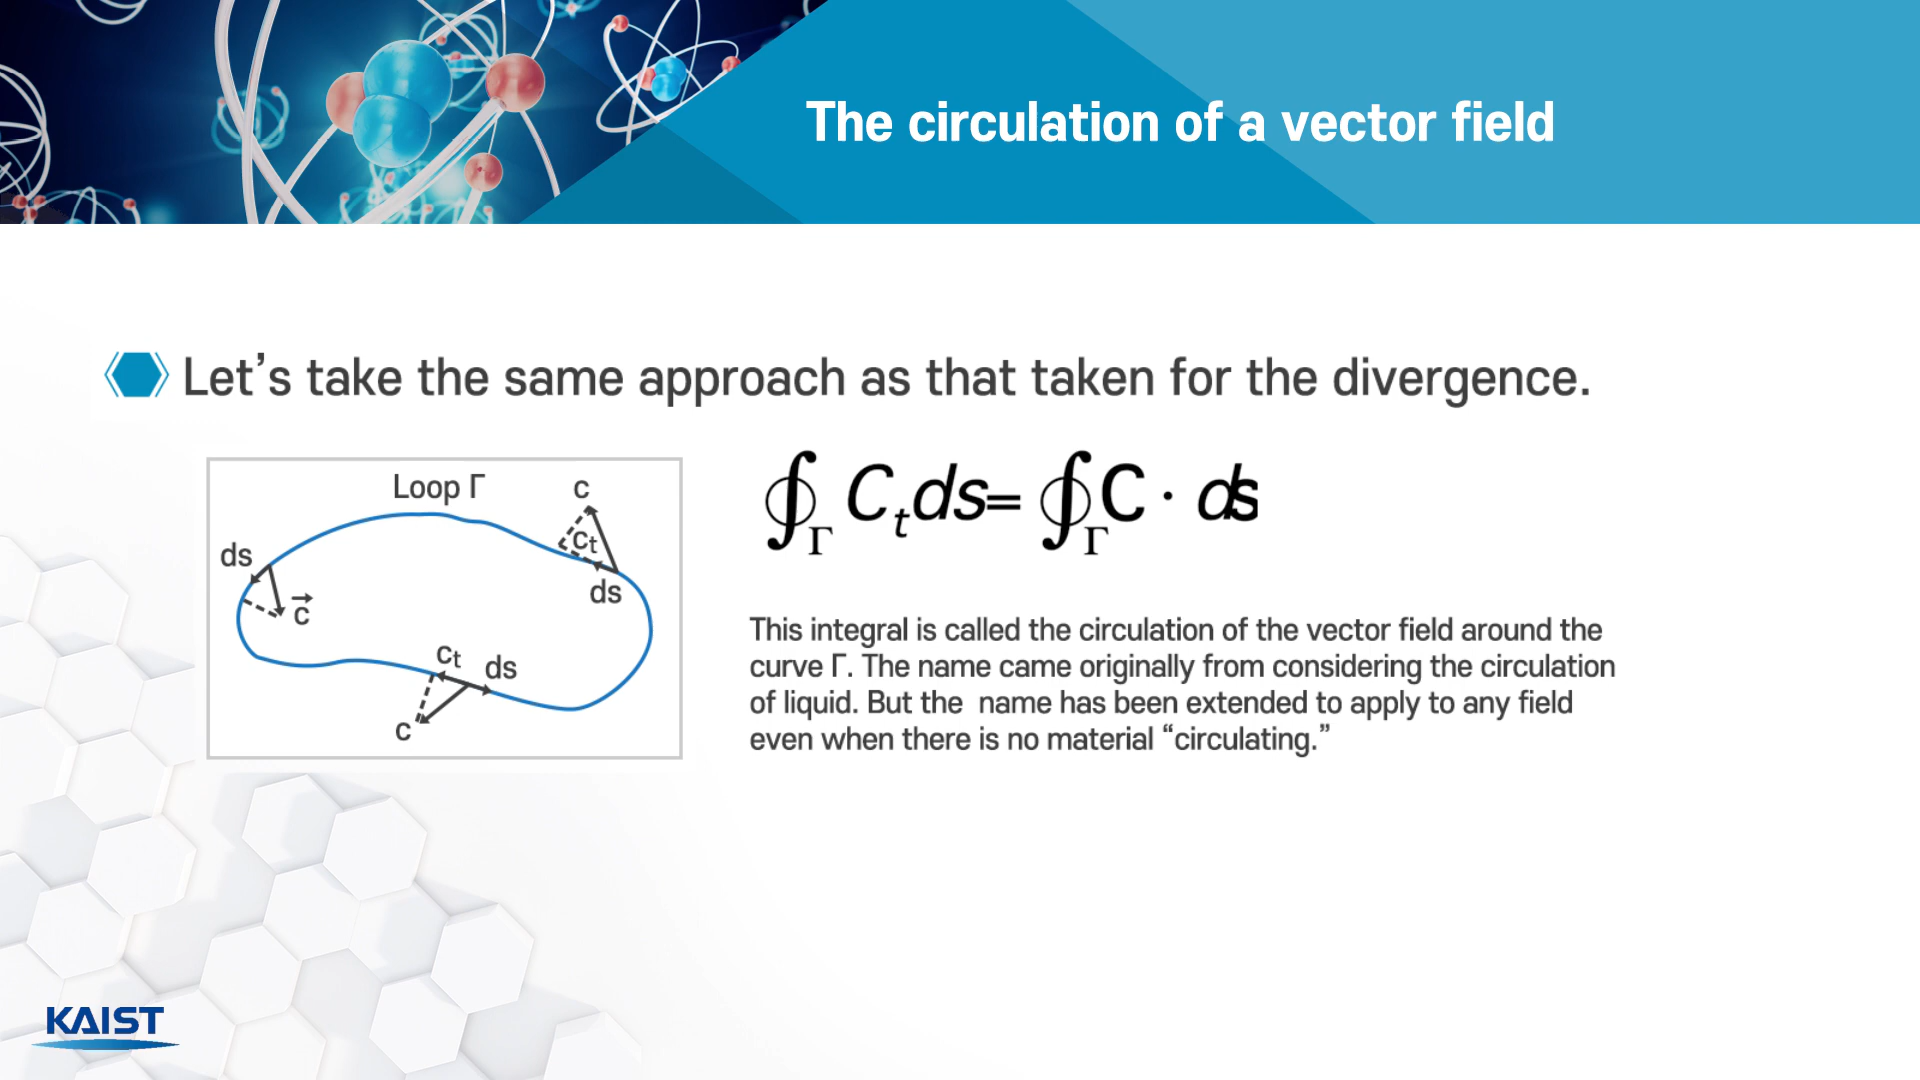 The circulation of a vector field
Let’s take the same approach as that taken for the divergence.
Loop Γ
c
ct
ds
ds
c⃗
ct ds
c
∮Γ Ct ds = ∮Γ C · ds
This integral is called the circulation of the vector field around the
curve Γ. The name came originally from considering the circulation
of liquid. But the name has been extended to apply to any field
even when there is no material “circulating.”
KAIST